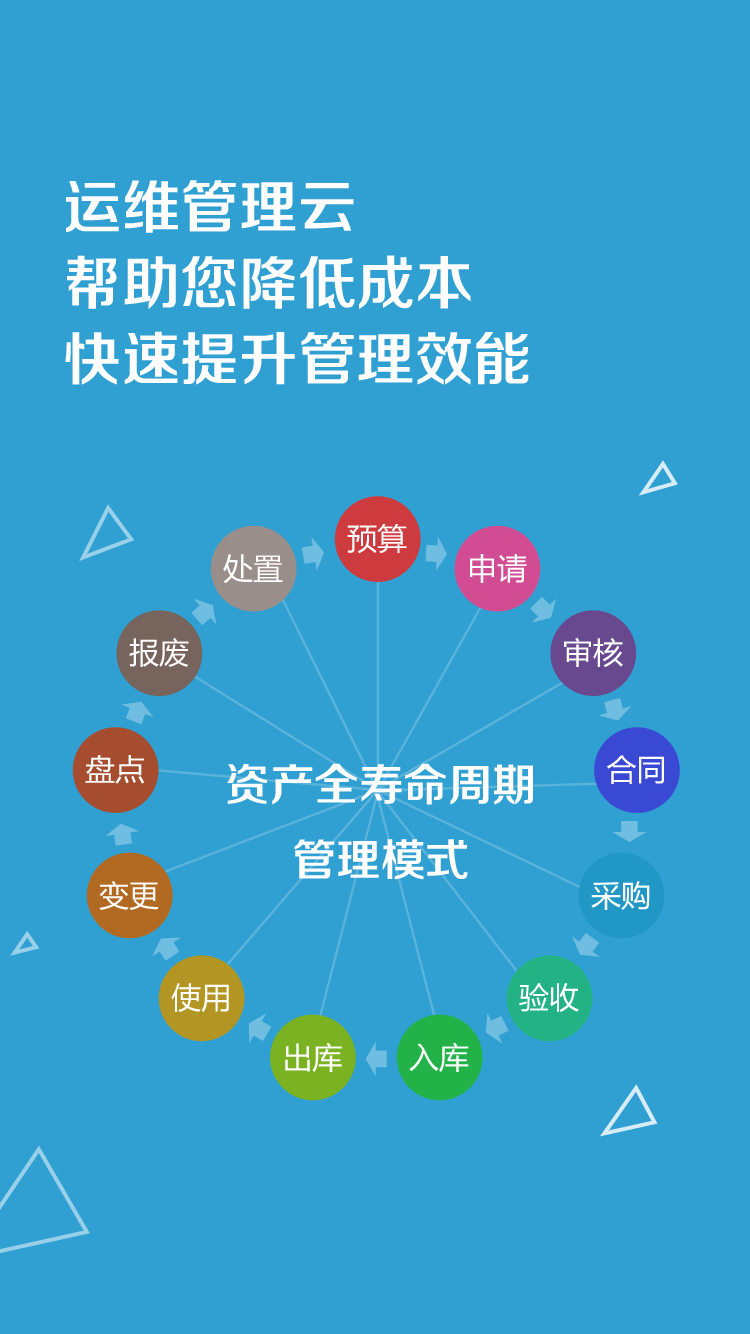 运维管理云
帮助您降低成本
快速提升管理效能
预算
申请
审核
合同
采购
验收
入库
出库
使用
变更
盘点
报废
处置
资产全寿命周期
管理模式